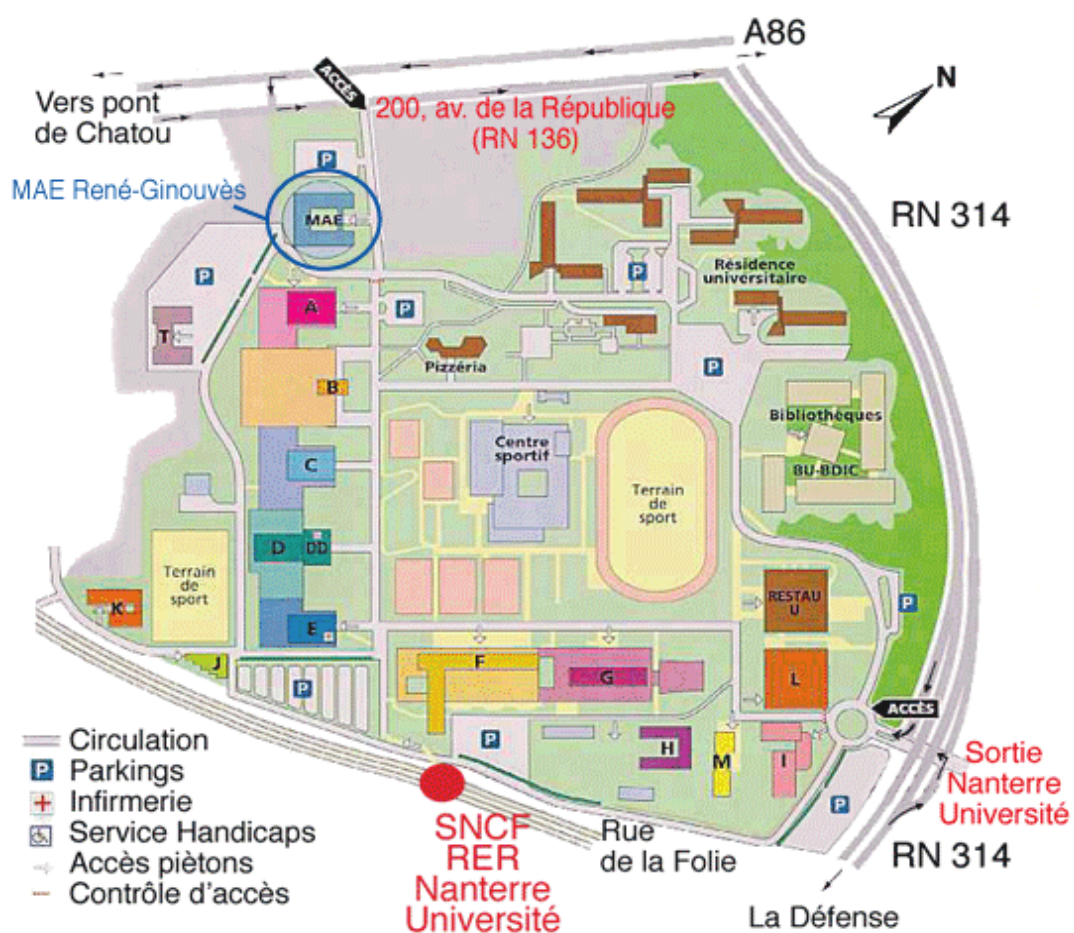 A86
N
ACCÈS
Vers pont
de Chatou
200, av. de la République
(RN 136)
P
MAE René-Ginouvès
MAE
RN 314
P
P
Résidence
universitaire
A
P
T
Pizzéria
P
B
Bibliothèques
Centre
sportif
C
BU-BDIC
Terrain
de
sport
D
DD
Terrain
de
sport
K
RESTAU
U
P
E
J
F
G
L
P
ACCÈS
P
H
M
I
P
Circulation
Parkings
Infirmerie
Service Handicaps
Accès piètons
Contrôle d'accès
P
Sortie
Nanterre
Université
SNCF
RER
Nanterre
Université
Rue
de la Folie
RN 314
La Défense